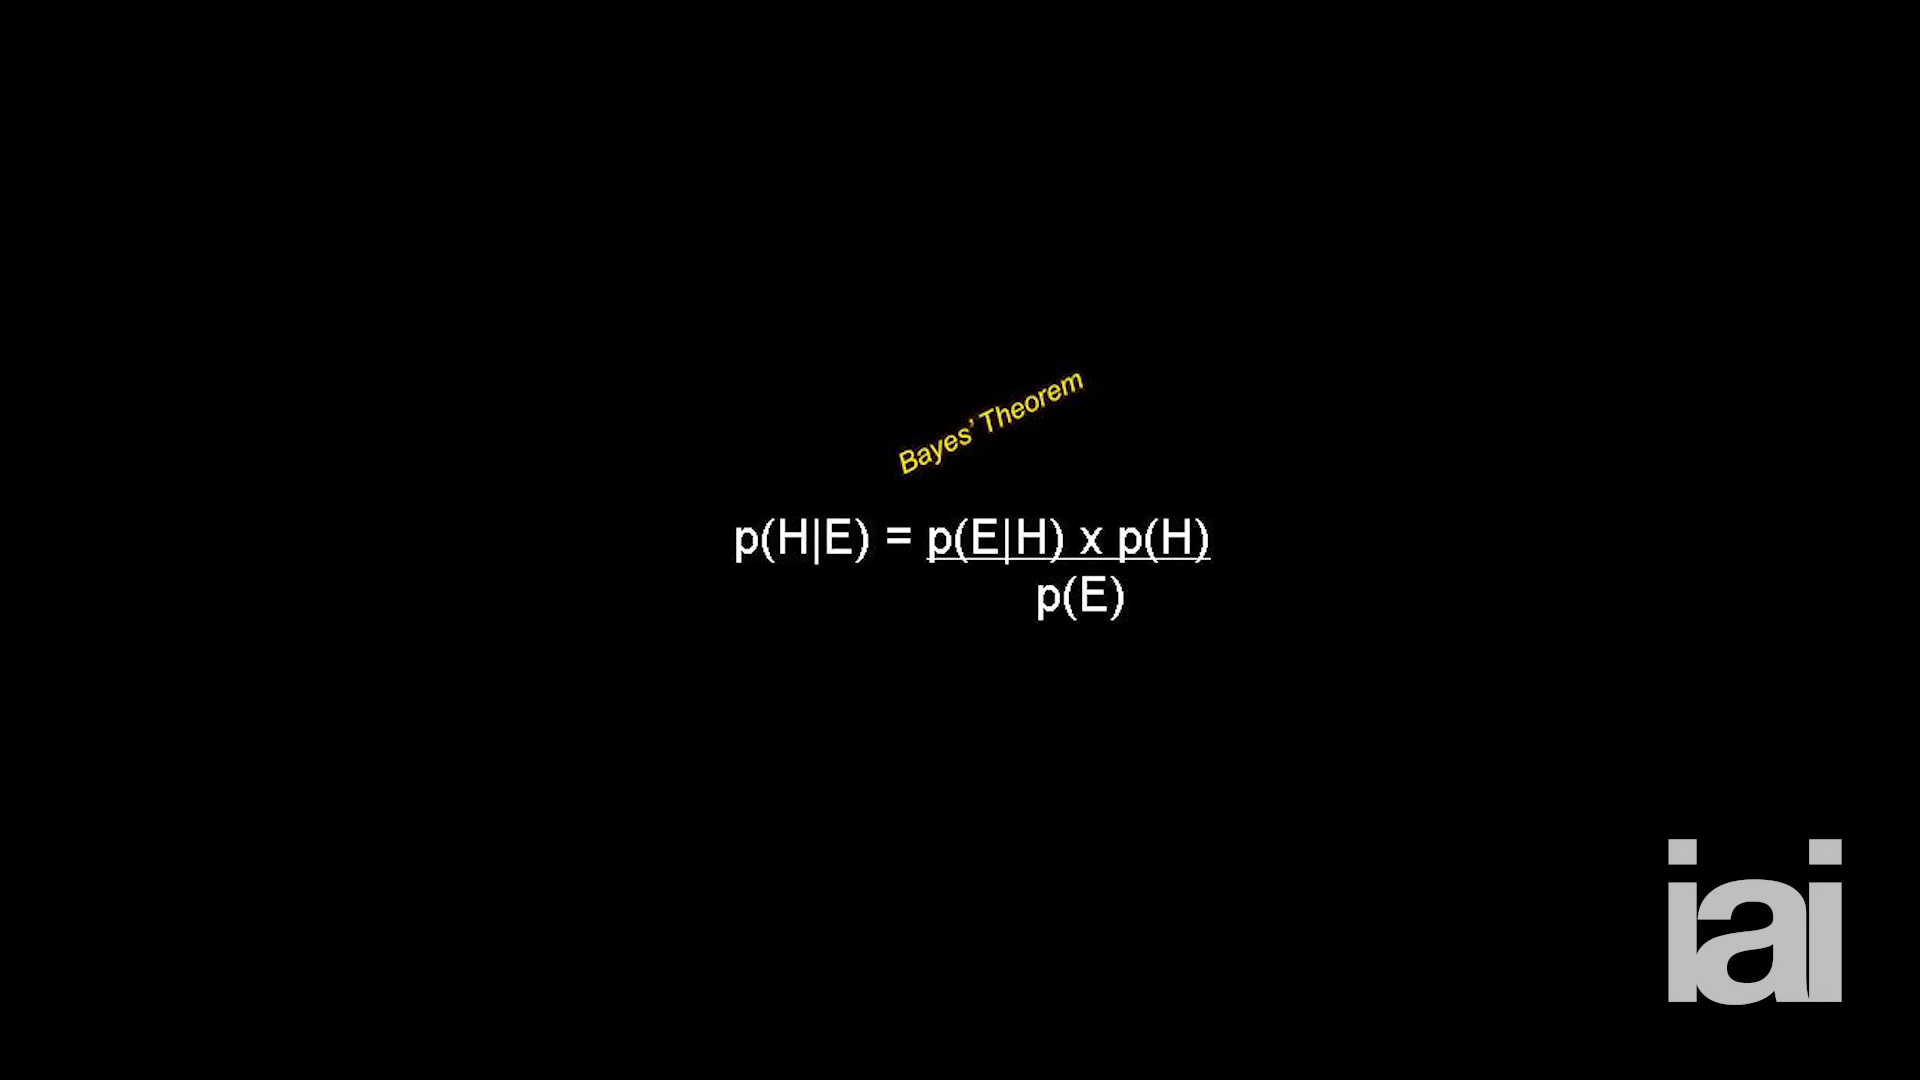 Bayes’ Theorem
p(H|E) = p(E|H) x p(H)
p(E)
iai